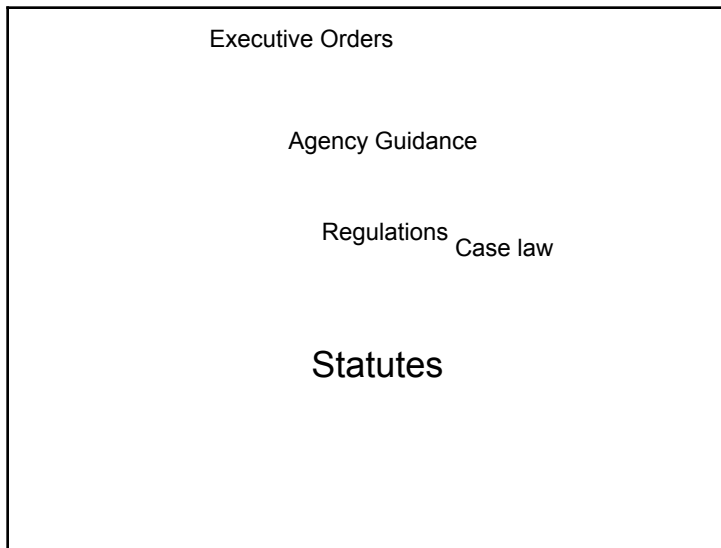 Executive Orders
Agency Guidance
Regulations
Case law
Statutes